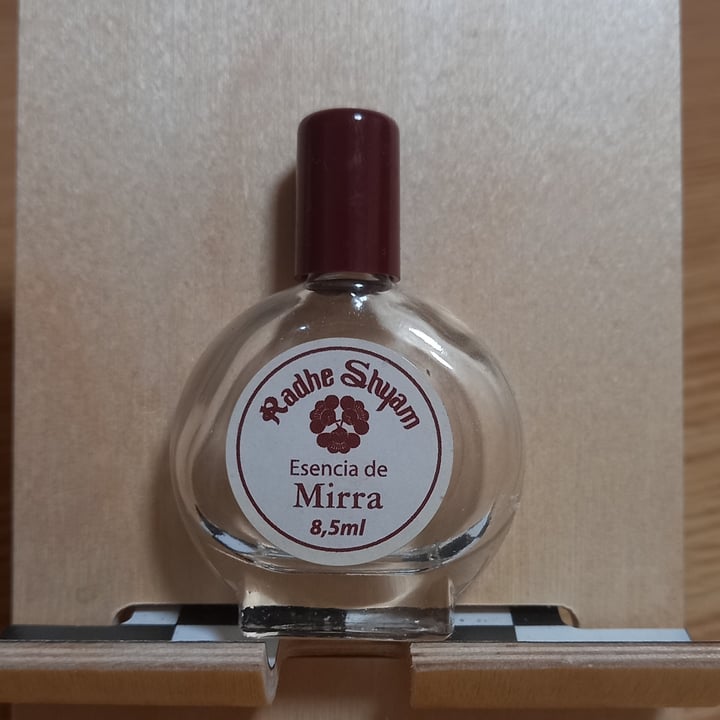 Radhe Shyam
Esencia de
Mirra
8,5ml